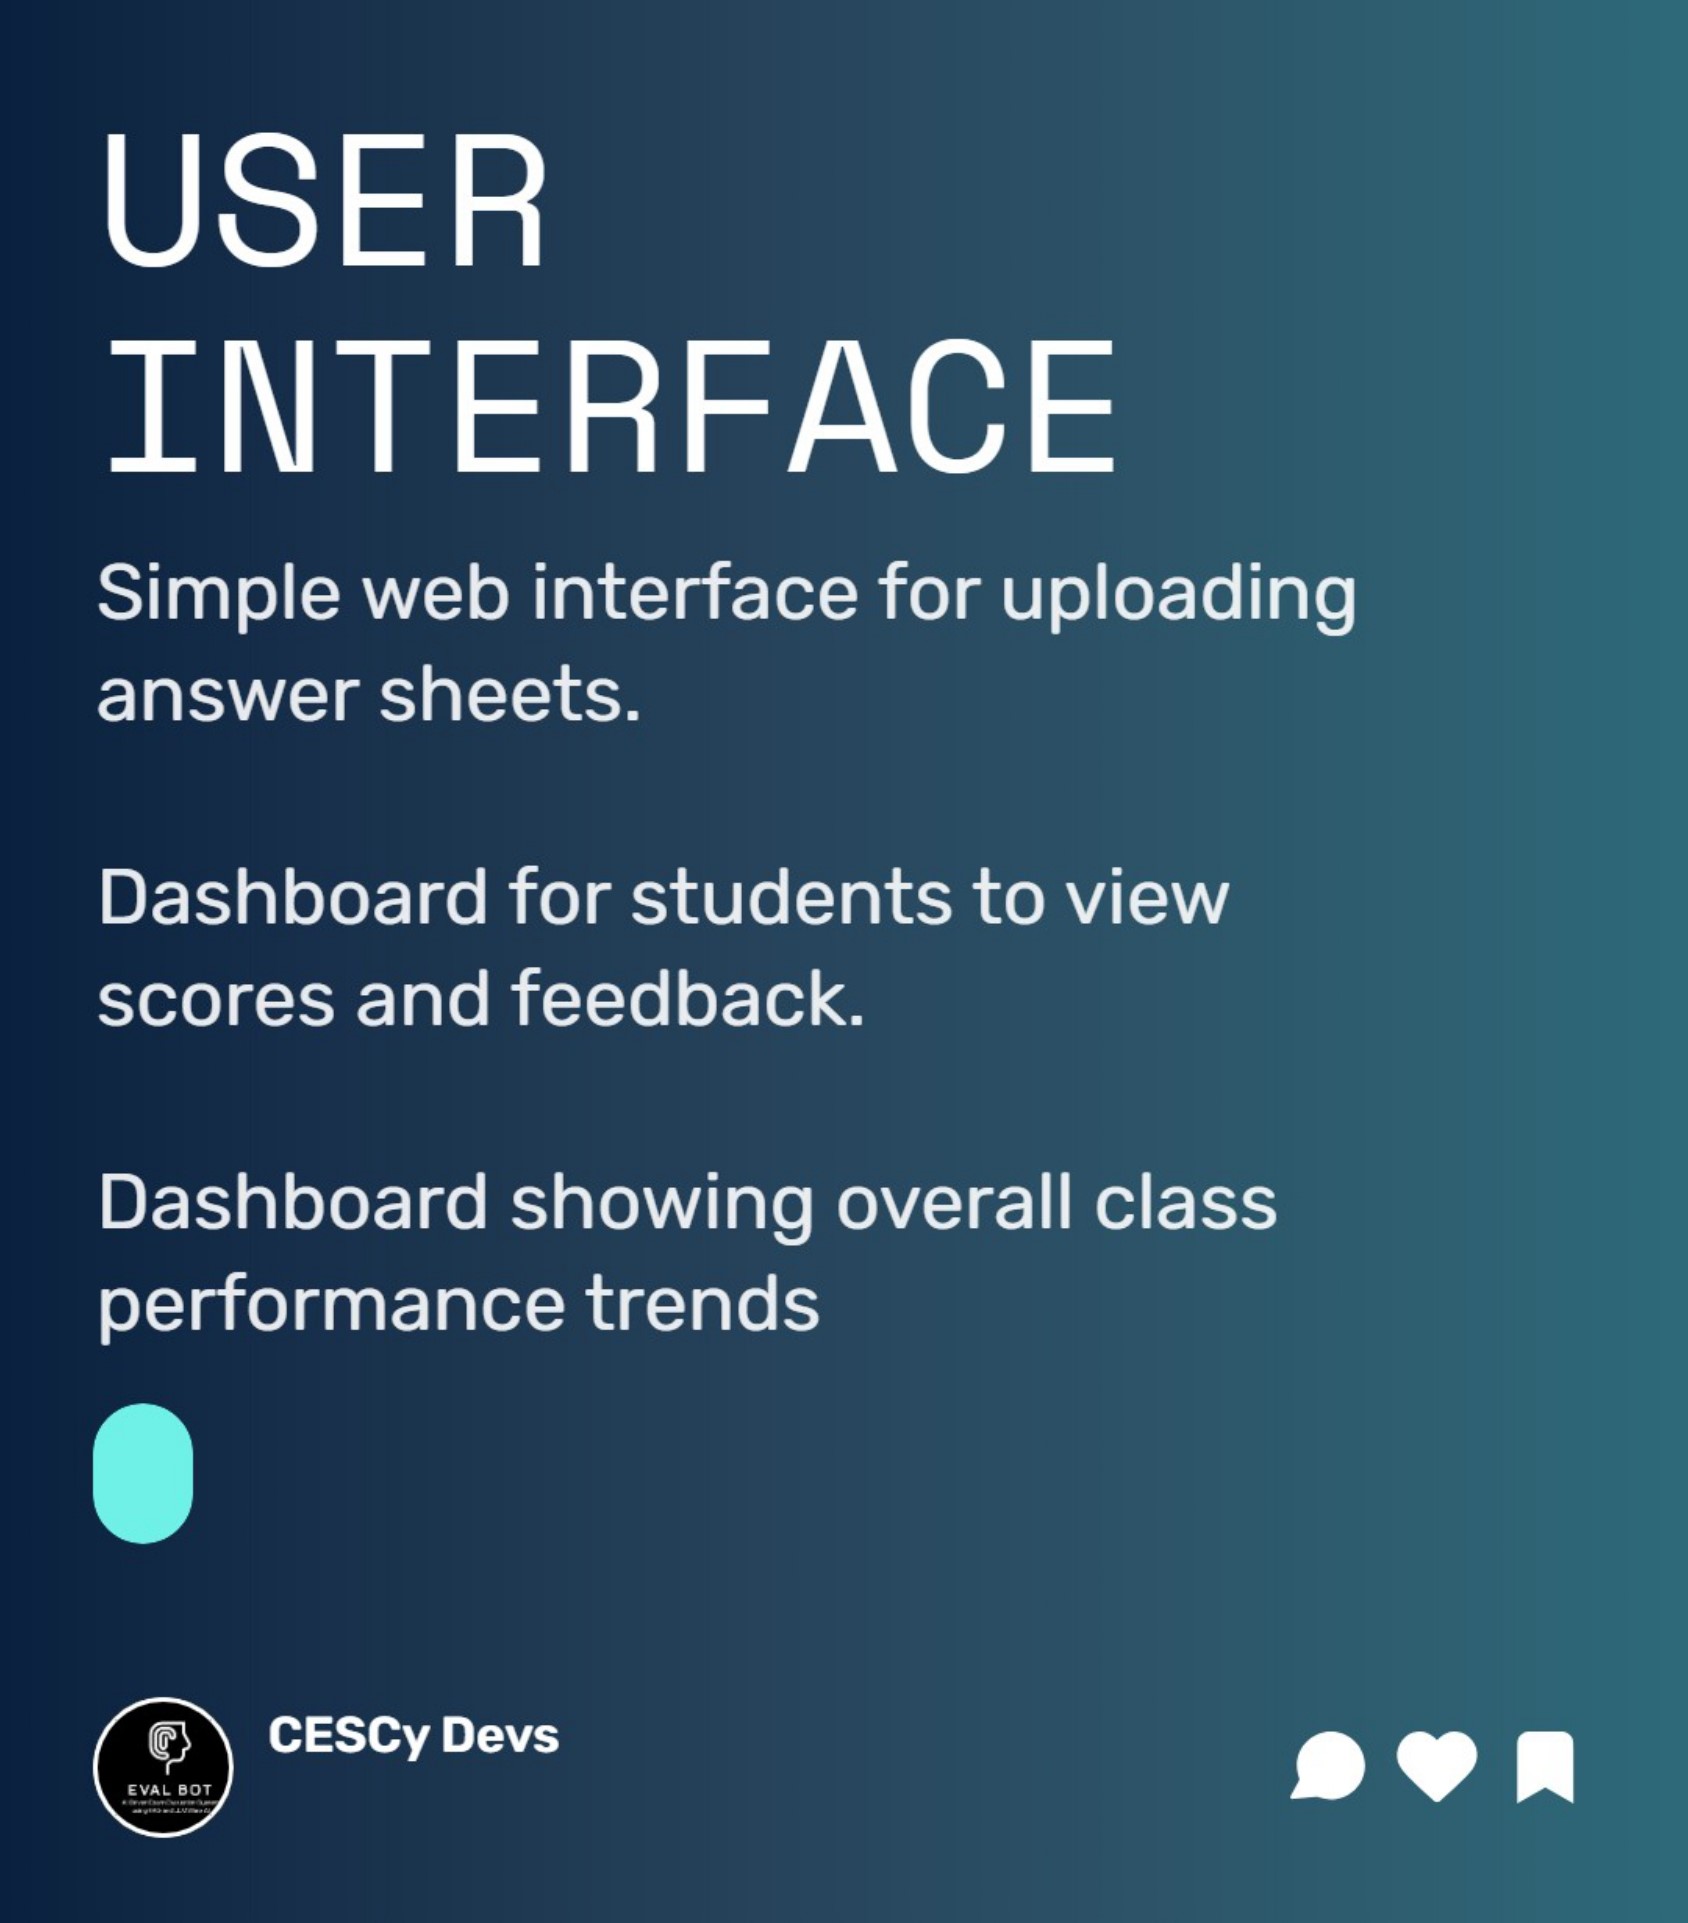 USER
INTERFACE
Simple web interface for uploading
answer sheets.
Dashboard for students to view
scores and feedback.
Dashboard showing overall class
performance trends
CESCy Devs
EVAL BOT